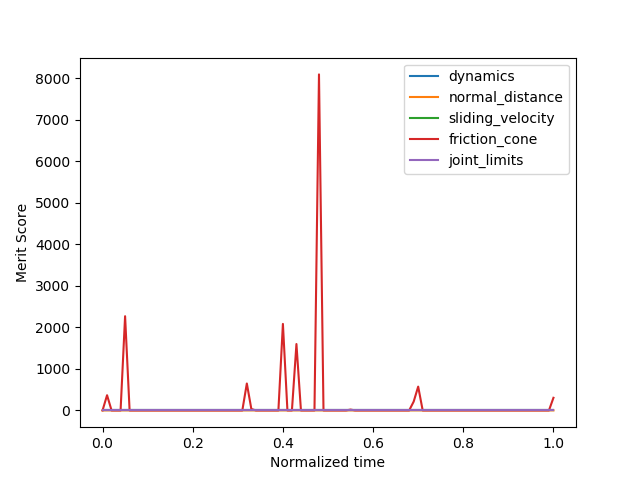 8000
7000
6000
5000
4000
3000
2000
1000
0
Merit Score
dynamics
normal_distance
sliding_velocity
friction_cone
joint_limits
0.0 0.2 0.4 0.6 0.8 1.0
Normalized time